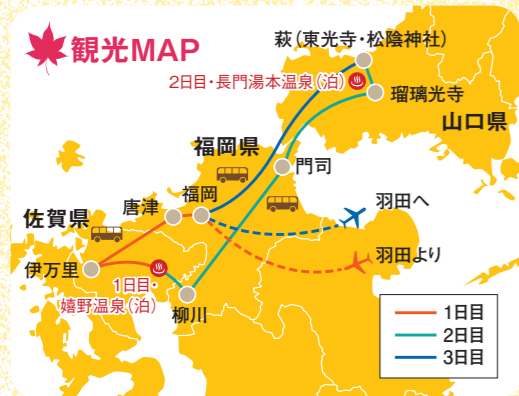 観光MAP
萩(東光寺・松陰神社)
2日目・長門湯本温泉(泊)
瑠璃光寺
山口県
福岡県
門司
福岡
唐津
羽田へ
佐賀県
羽田より
伊万里
1日目・
嬉野温泉(泊)
柳川
1日目
2日目
3日目